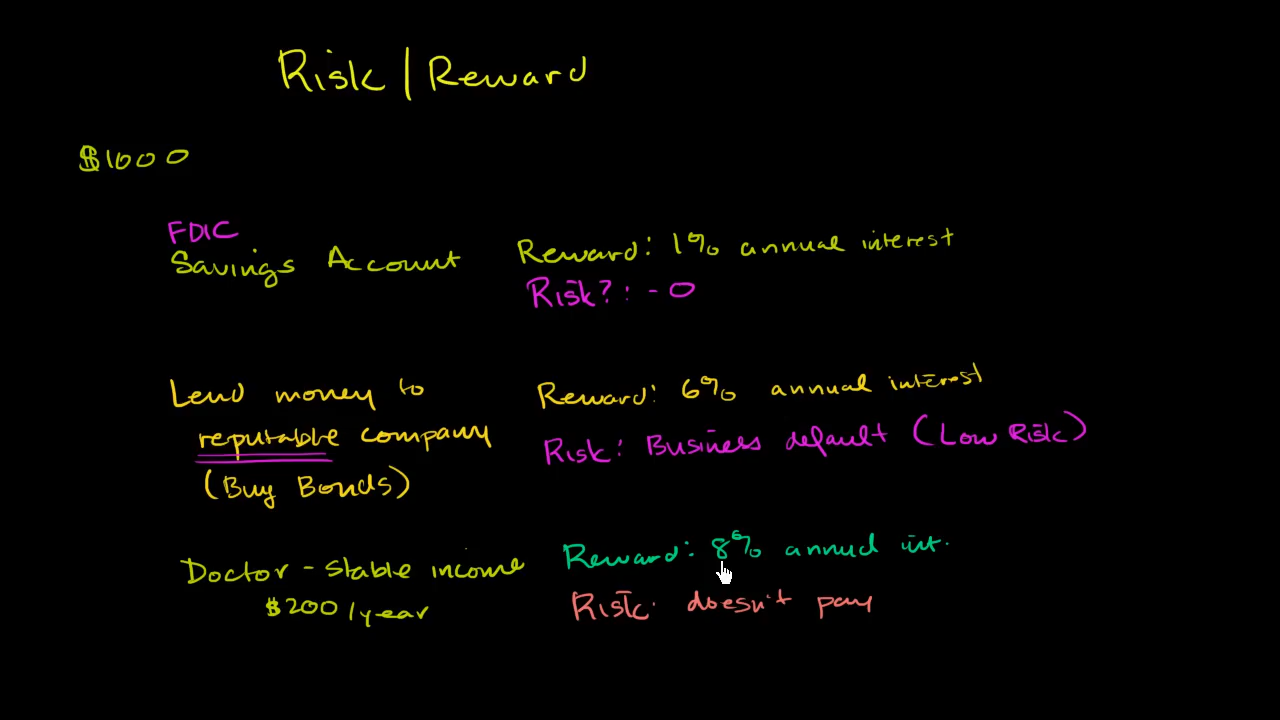 Risk | Reward
$1000
FDIC
Savings Account
Reward: 1% annual interest
Risk?: - 0
Lend money to
reputable company
(Buy Bonds)
Reward: 6% annual interest
Risk: Business default (Low Risk)
Doctor - stable income
$200/year
Reward: 8% annual int.
Risk: doesn't pay